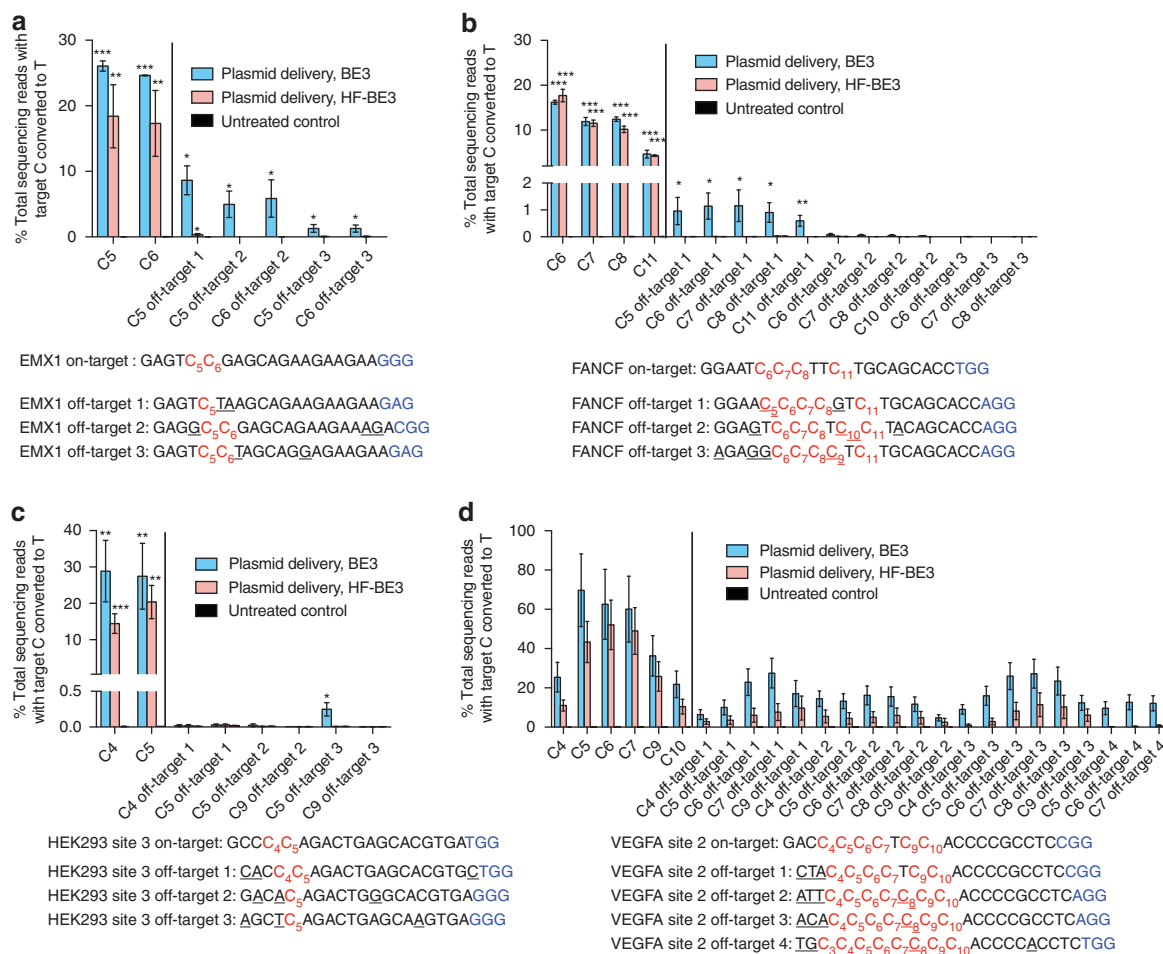 a
% Total sequencing reads with
target C converted to T
30
20
10
0
***
**
***
**
*
*
*
*
*
*
Plasmid delivery, BE3
Plasmid delivery, HF-BE3
Untreated control
C5
C6
C5 off-target 1
C5 off-target 2
C6 off-target 2
C5 off-target 3
C6 off-target 3
EMX1 on-target : GAGTC5C6GAGCAGAAGAAGAAGGG
EMX1 off-target 1: GAGTC5TAAGCAGAAGAAGAAGAG
EMX1 off-target 2: GAGGC5C6GAGCAGAAGAAAGACGG
EMX1 off-target 3: GAGTC5C6TAGCAGGAGAAGAAGAG
b
% Total sequencing reads
with target C converted to T
30
20
10
2
1
0
***
***
***
***
***
***
***
***
*
*
*
*
**
Plasmid delivery, BE3
Plasmid delivery, HF-BE3
Untreated control
C6
C7
C8
C11
C5 off-target 1
C6 off-target 1
C7 off-target 1
C8 off-target 1
C11 off-target 1
C6 off-target 2
C7 off-target 2
C8 off-target 2
C10 off-target 2
C6 off-target 3
C7 off-target 3
C8 off-target 3
FANCF on-target: GGAATC6C7C8TTC11TGCAGCACCTGG
FANCF off-target 1: GGAAC5C6C7C8GTC11TGCAGCACCAGG
FANCF off-target 2: GGAGTC6C7C8TC10C11TACAGCACCAGG
FANCF off-target 3: AGAGGC6C7C8C9TC11TGCAGCACCAGG
c
% Total sequencing reads
with target C converted to T
40
30
20
10
0.5
0.0
**
***
**
**
*
Plasmid delivery, BE3
Plasmid delivery, HF-BE3
Untreated control
C4
C5
C4 off-target 1
C5 off-target 1
C5 off-target 2
C9 off-target 2
C5 off-target 3
C9 off-target 3
HEK293 site 3 on-target: GCCC4C5AGACTGAGCACGTGATGG
HEK293 site 3 off-target 1: CACC4C5AGACTGAGCACGTGCTGG
HEK293 site 3 off-target 2: GACAC5AGACTGGGCACGTGAGGG
HEK293 site 3 off-target 3: AGCTC5AGACTGAGCAAGTGAGGG
d
% Total sequencing reads
with target C converted to T
100
80
60
40
20
0
Plasmid delivery, BE3
Plasmid delivery, HF-BE3
Untreated control
C4
C5
C6
C7
C9
C10
C4 off-target 1
C5 off-target 1
C6 off-target 1
C7 off-target 1
C9 off-target 1
C4 off-target 2
C5 off-target 2
C6 off-target 2
C7 off-target 2
C8 off-target 2
C9 off-target 2
C4 off-target 3
C5 off-target 3
C6 off-target 3
C7 off-target 3
C8 off-target 3
C9 off-target 3
C5 off-target 4
C6 off-target 4
C7 off-target 4
VEGFA site 2 on-target: GACC4C5C6C7TC9C10ACCCCGCCTCCGG
VEGFA site 2 off-target 1: CTAC4C5C6C7TC9C10ACCCCGCCTCCGG
VEGFA site 2 off-target 2: ATTC4C5C6C7C8C9C10ACCCCGCCTCAGG
VEGFA site 2 off-target 3: ACAC4C5C6C7C8C9C10ACCCCGCCTCAGG
VEGFA site 2 off-target 4: TGC3C4C5C6C7C8C9C10ACCCCACCTCTGG